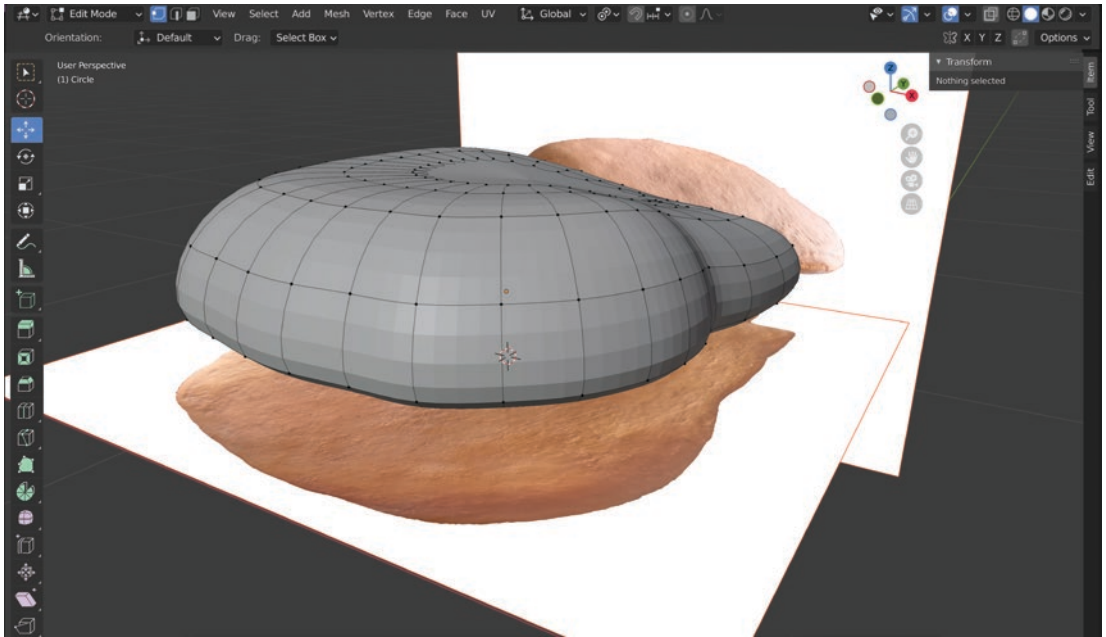 Edit Mode View Select Add Mesh Vertex Edge Face UV Global
Orientation: Default Drag: Select Box X Y Z Options
User Perspective
(1) Circle
Z
Y
X
Transform
Nothing selected
Item
Tool
View
Edit